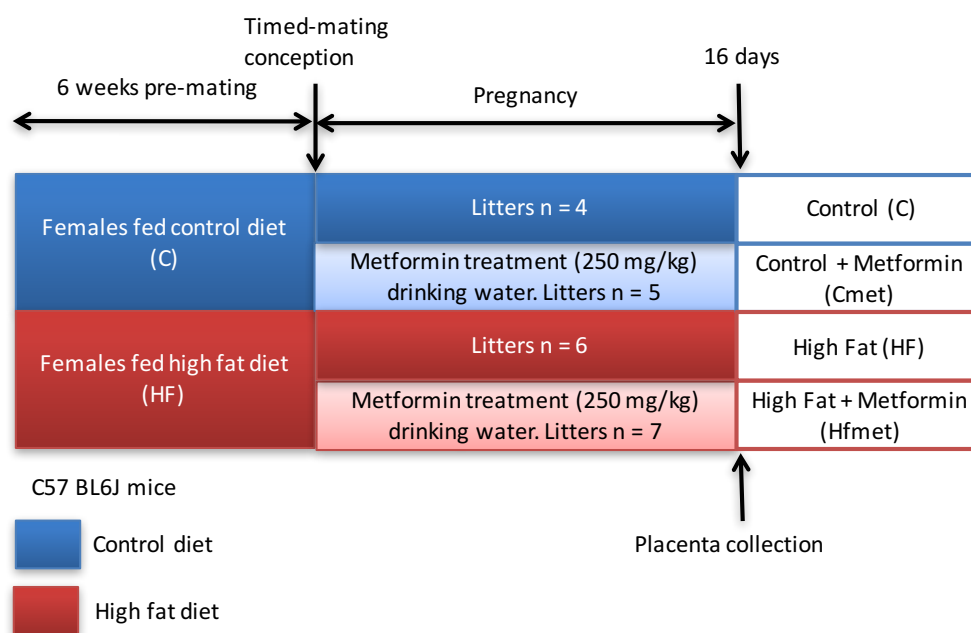 Timed-mating
conception
16 days
6 weeks pre-mating
Pregnancy
Females fed control diet
(C)
Litters n = 4
Control (C)
Metformin treatment (250 mg/kg)
drinking water. Litters n = 5
Control + Metformin
(Cmet)
Females fed high fat diet
(HF)
Litters n = 6
High Fat (HF)
Metformin treatment (250 mg/kg)
drinking water. Litters n = 7
High Fat + Metformin
(Hfmet)
C57 BL6J mice
Control diet
Placenta collection
High fat diet